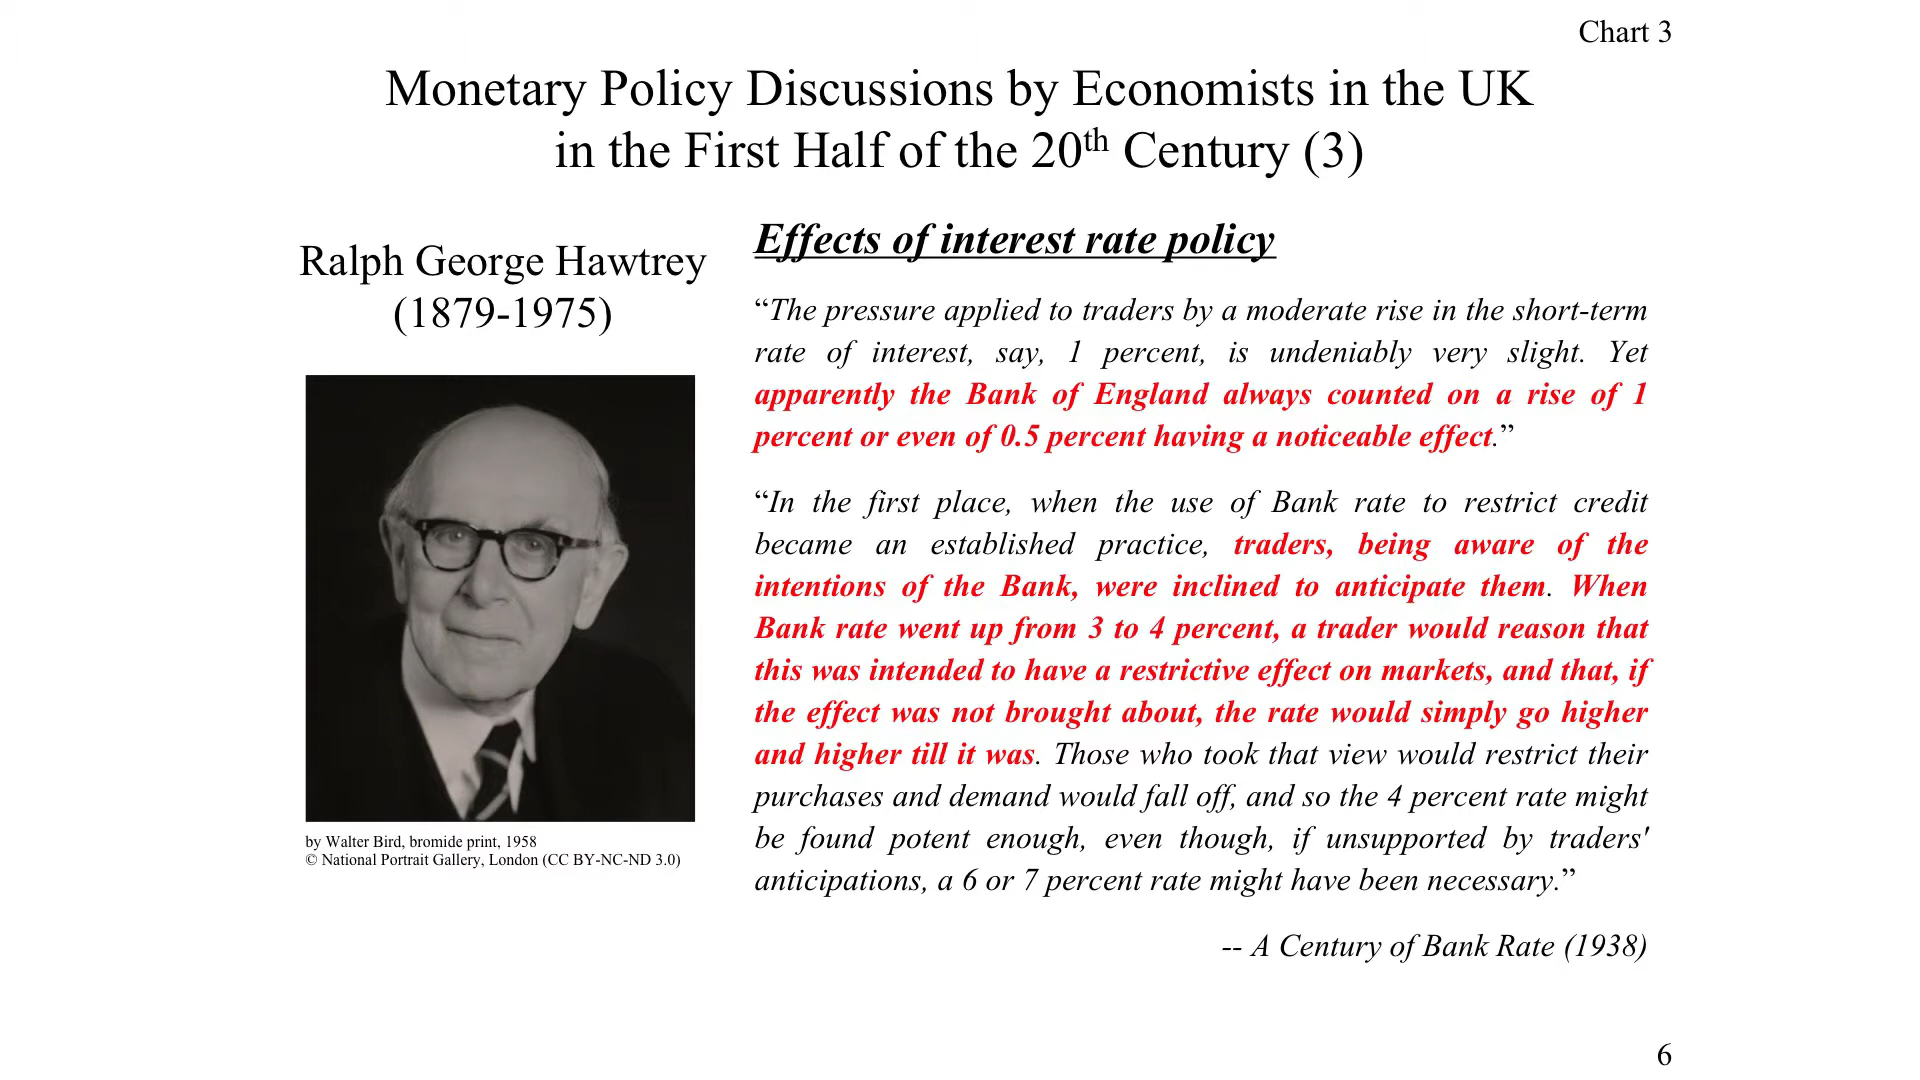 Chart 3
Monetary Policy Discussions by Economists in the UK
in the First Half of the 20th Century (3)
Ralph George Hawtrey
(1879-1975)
by Walter Bird, bromide print, 1958
© National Portrait Gallery, London (CC BY-NC-ND 3.0)
Effects of interest rate policy
“The pressure applied to traders by a moderate rise in the short-term
rate of interest, say, 1 percent, is undeniably very slight. Yet
apparently the Bank of England always counted on a rise of 1
percent or even of 0.5 percent having a noticeable effect.”
“In the first place, when the use of Bank rate to restrict credit
became an established practice, traders, being aware of the
intentions of the Bank, were inclined to anticipate them. When
Bank rate went up from 3 to 4 percent, a trader would reason that
this was intended to have a restrictive effect on markets, and that, if
the effect was not brought about, the rate would simply go higher
and higher till it was. Those who took that view would restrict their
purchases and demand would fall off, and so the 4 percent rate might
be found potent enough, even though, if unsupported by traders'
anticipations, a 6 or 7 percent rate might have been necessary.”
-- A Century of Bank Rate (1938)
6